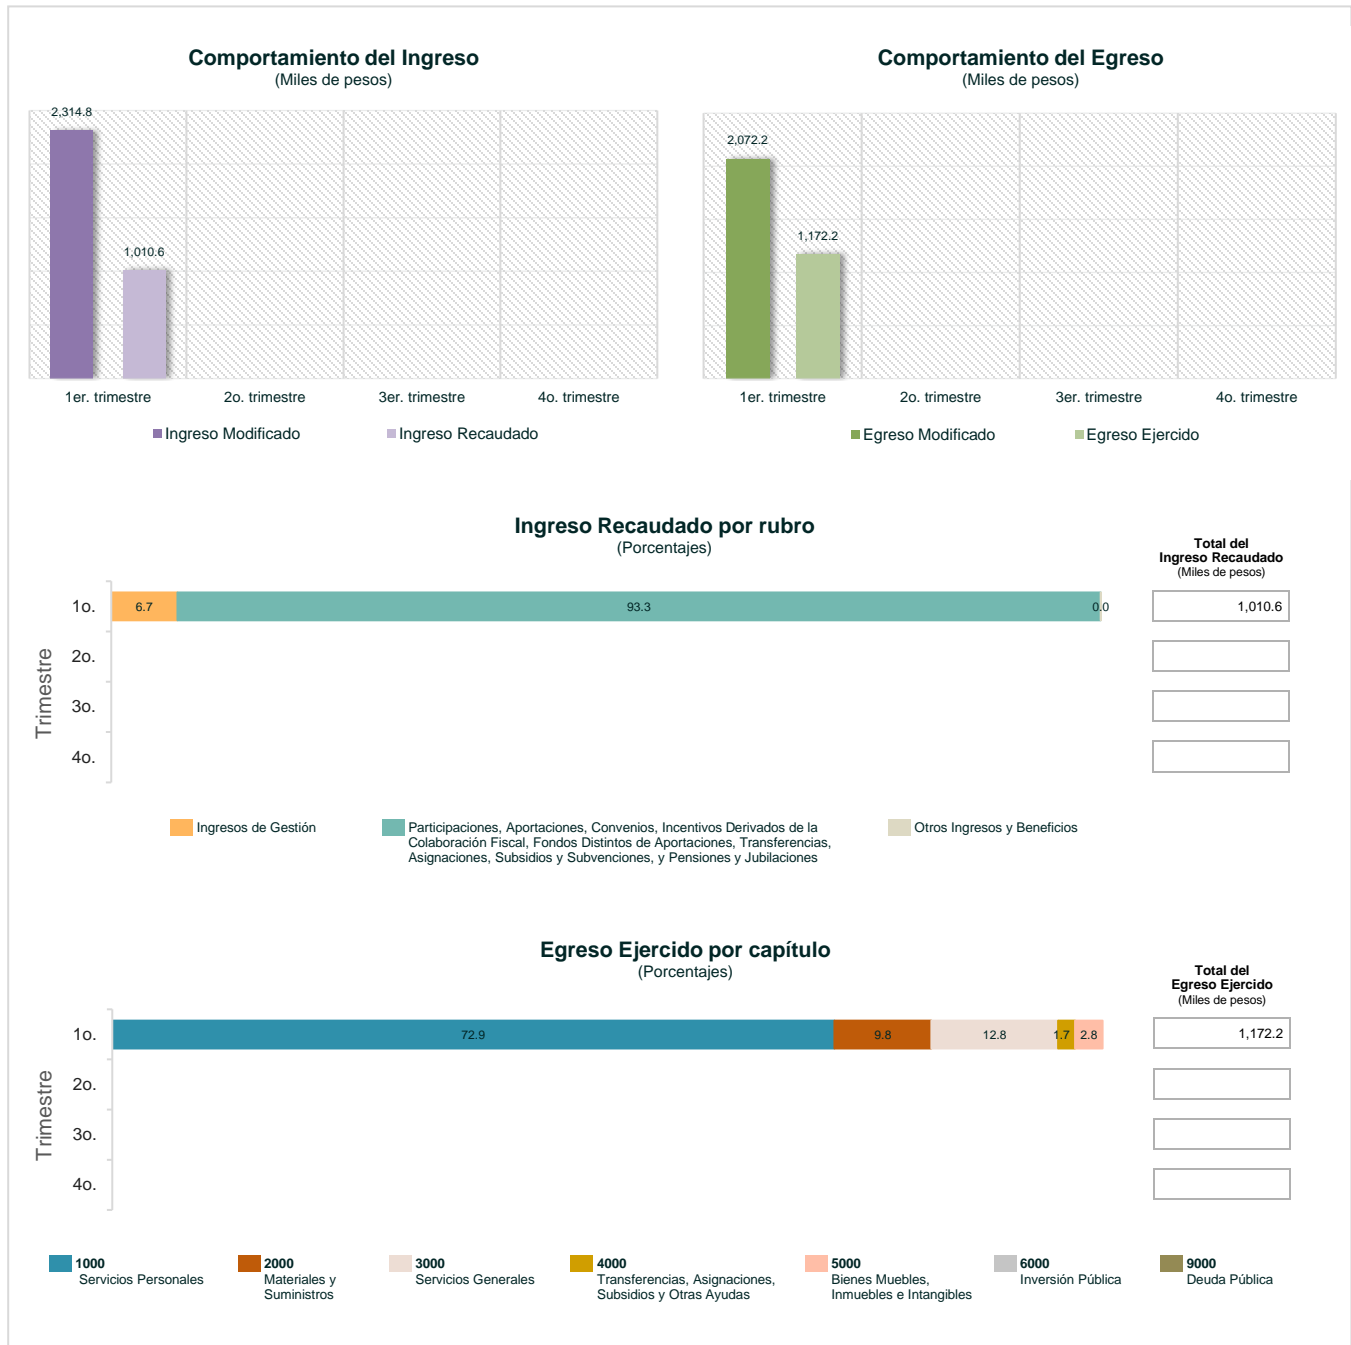 Comportamiento del Ingreso
(Miles de pesos)
2,314.8
1,010.6
1er. trimestre
2o. trimestre
3er. trimestre
4o. trimestre
Ingreso Modificado
Ingreso Recaudado
Comportamiento del Egreso
(Miles de pesos)
2,072.2
1,172.2
1er. trimestre
2o. trimestre
3er. trimestre
4o. trimestre
Egreso Modificado
Egreso Ejercido
Ingreso Recaudado por rubro
(Porcentajes)
Total del
Ingreso Recaudado
(Miles de pesos)
Trimestre
1o.
6.7
93.3
0.0
1,010.6
2o.
3o.
4o.
Ingresos de Gestión
Participaciones, Aportaciones, Convenios, Incentivos Derivados de la
Colaboración Fiscal, Fondos Distintos de Aportaciones, Transferencias,
Asignaciones, Subsidios y Subvenciones, y Pensiones y Jubilaciones
Otros Ingresos y Beneficios
Egreso Ejercido por capítulo
(Porcentajes)
Total del
Egreso Ejercido
(Miles de pesos)
Trimestre
1o.
72.9
9.8
12.8
1.7
2.8
1,172.2
2o.
3o.
4o.
1000
Servicios Personales
2000
Materiales y
Suministros
3000
Servicios Generales
4000
Transferencias, Asignaciones,
Subsidios y Otras Ayudas
5000
Bienes Muebles,
Inmuebles e Intangibles
6000
Inversión Pública
9000
Deuda Pública